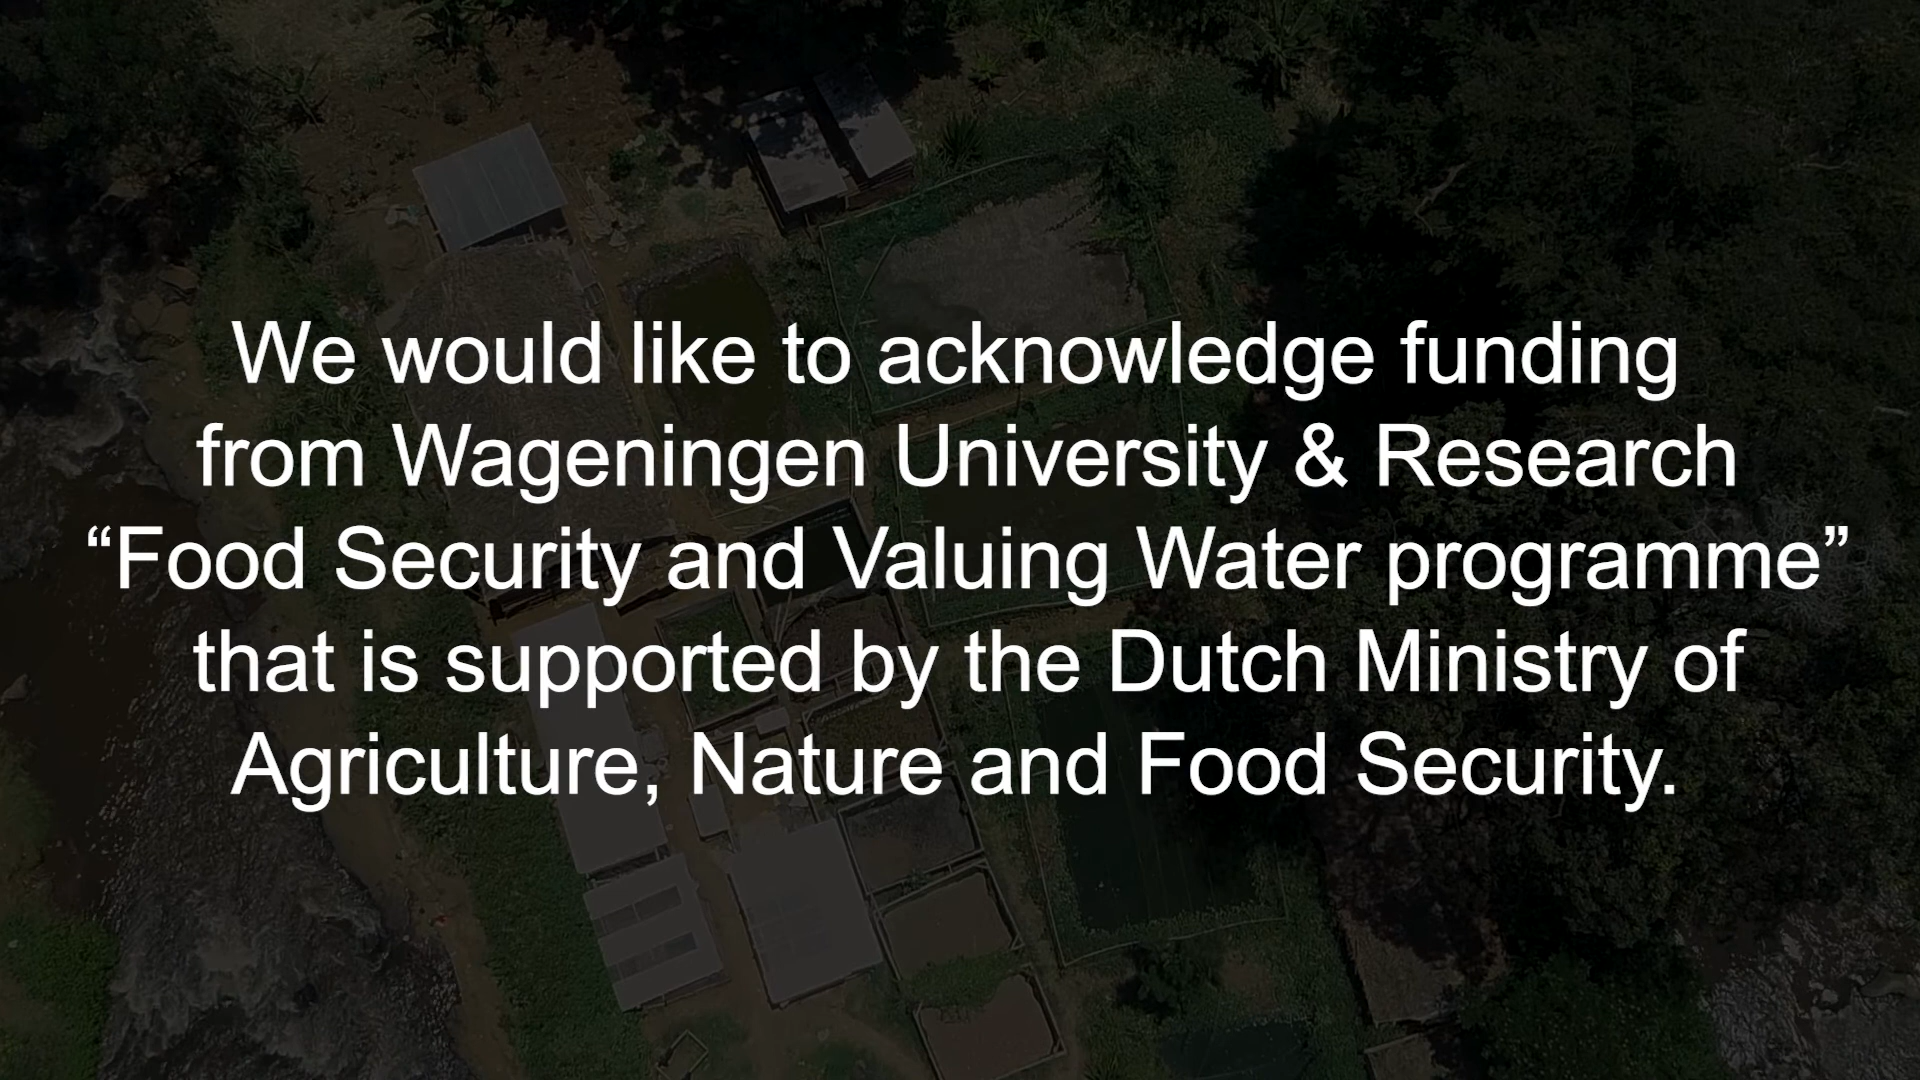 We would like to acknowledge funding
from Wageningen University & Research
“Food Security and Valuing Water programme”
that is supported by the Dutch Ministry of
Agriculture, Nature and Food Security.